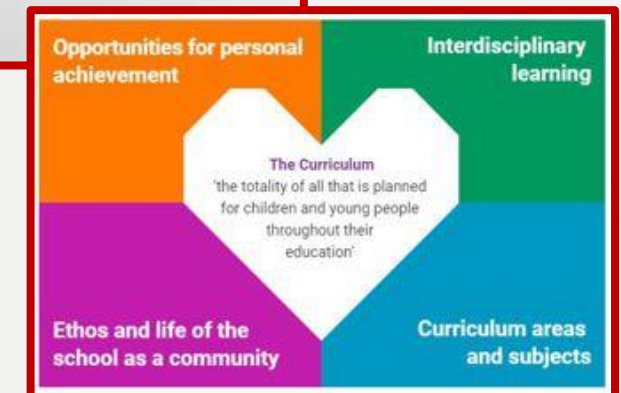 Opportunities for personal
achievement
Interdisciplinary
learning
The Curriculum
'the totality of all that is planned
for children and young people
throughout their
education'
Ethos and life of the
school as a community
Curriculum areas
and subjects